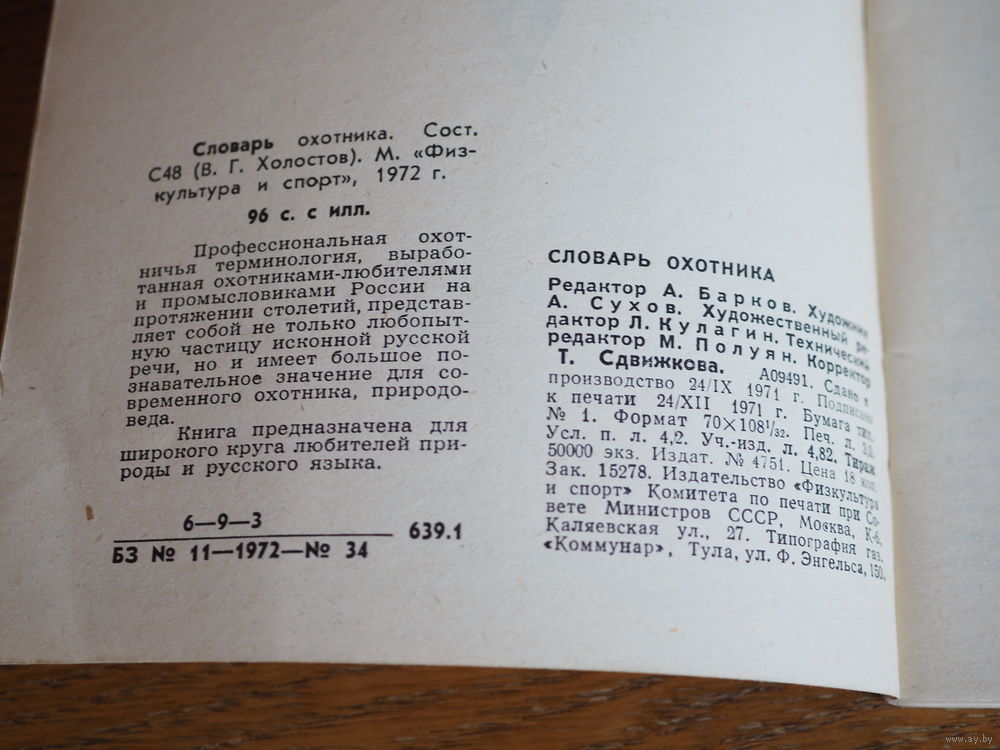 Словарь охотника. Сост.
С48 (В. Г. Холостов). М. «Физ-
культура и спорт», 1972 г.
96 с. с илл.
Профессиональная охот-
ничья терминология, вырабо-
танная охотниками-любителями
и промысловиками России на
протяжении столетий, представ-
ляет собой не только любопыт-
ную частицу исконной русской
речи, но и имеет большое по-
знавательное значение для со-
временного охотника, природо-
веда.
Книга предназначена для
широкого круга любителей при-
роды и русского языка.
6—9—3
БЗ № 11—1972—№ 34
639.1
СЛОВАРЬ ОХОТНИКА
Редактор А. Барков. Художник
А. Сухов. Художественный ре-
дактор Л. Кулагин. Технический
редактор М. Полуян. Корректор
Т. Сдвижкова.
А09491. Сдано в
производство 24/IX 1971 г. Подписано
к печати 24/XII 1971 г. Бумага тип.
№ 1. Формат 70×108¹/₃₂. Печ. л. 3,0.
Усл. п. л. 4,2. Уч.-изд. л. 4,82. Тираж
50000 экз. Издат. № 4751. Цена 18 коп.
Зак. 15278. Издательство «Физкультура
и спорт» Комитета по печати при Со-
вете Министров СССР, Москва, К-6,
Каляевская ул., 27. Типография газ.
«Коммунар», Тула, ул. Ф. Энгельса, 150.
www.ay.by